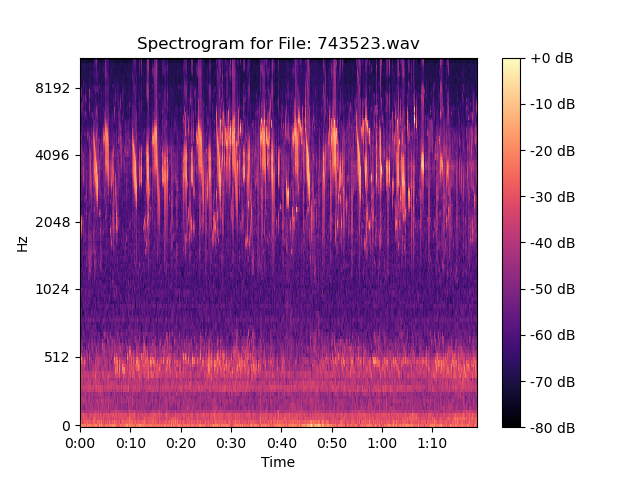 Spectrogram for File: 743523.wav
+0 dB
8192
-10 dB
4096
-20 dB
-30 dB
2048
-40 dB
Hz
1024
-50 dB
-60 dB
512
-70 dB
0
-80 dB
0:00 0:10 0:20 0:30 0:40 0:50 1:00 1:10
Time